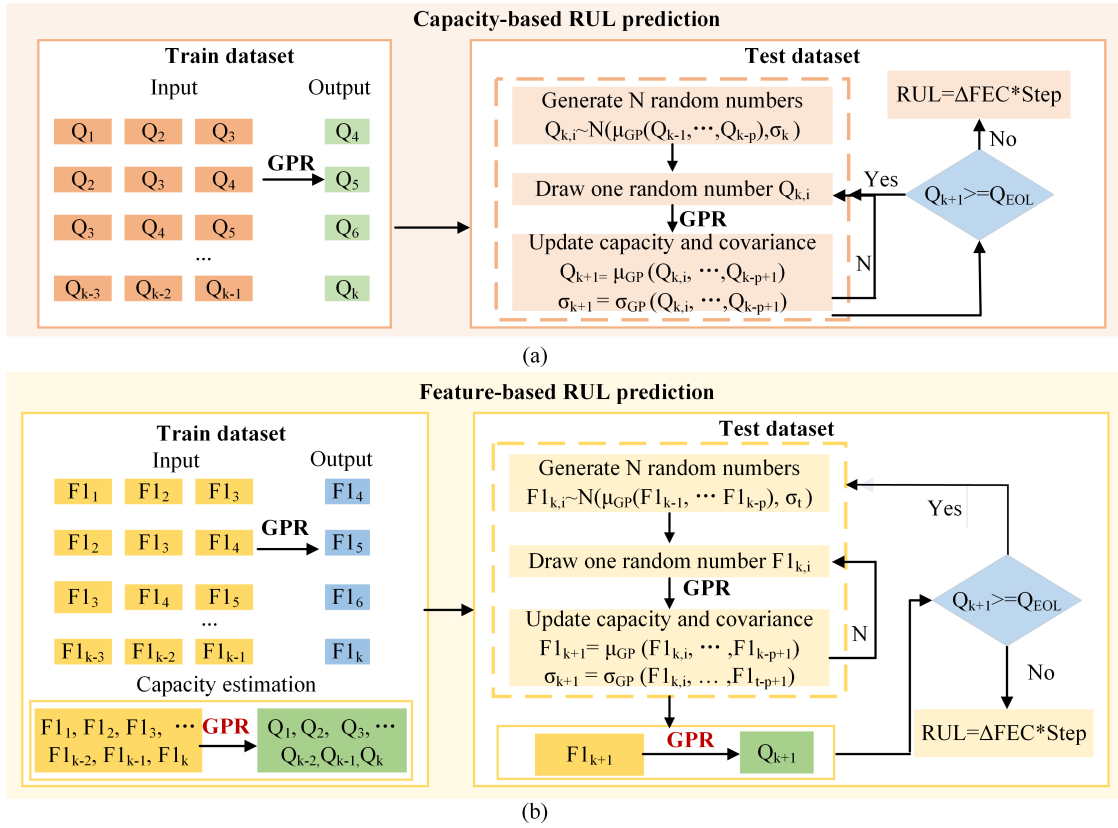 Capacity-based RUL prediction
Train dataset
Input
Output
Q1 Q2 Q3 Q4
GPR
Q2 Q3 Q4 Q5
Q3 Q4 Q5 Q6
...
Qk-3 Qk-2 Qk-1 Qk
Test dataset
Generate N random numbers
Qk,i~N(μGP(Qk-1, ⋯,Qk-p),σk)
Draw one random number Qk,i
GPR
Update capacity and covariance
Qk+1= μGP (Qk,i, ⋯,Qk-p+1)
σk+1 = σGP (Qk,i, ⋯,Qk-p+1)
N
Yes
Qk+1>=QEOL
No
RUL=ΔFEC*Step
(a)
Feature-based RUL prediction
Train dataset
Input
Output
F11 F12 F13 F14
GPR
F12 F13 F14 F15
F13 F14 F15 F16
...
F1k-3 F1k-2 F1k-1 F1k
Capacity estimation
F11, F12, F13, ⋯
F1k-2, F1k-1, F1k
GPR
Q1, Q2, Q3, ⋯
Qk-2,Qk-1,Qk
Test dataset
Generate N random numbers
F1k,i~N(μGP(F1k-1, ⋯ F1k-p), σt)
Draw one random number F1k,i
GPR
Update capacity and covariance
F1k+1= μGP (F1k,i, ⋯ ,F1k-p+1)
σk+1 = σGP (F1k,i, … ,F1t-p+1)
N
GPR
F1k+1 Qk+1
Yes
Qk+1>=QEOL
No
RUL=ΔFEC*Step
(b)